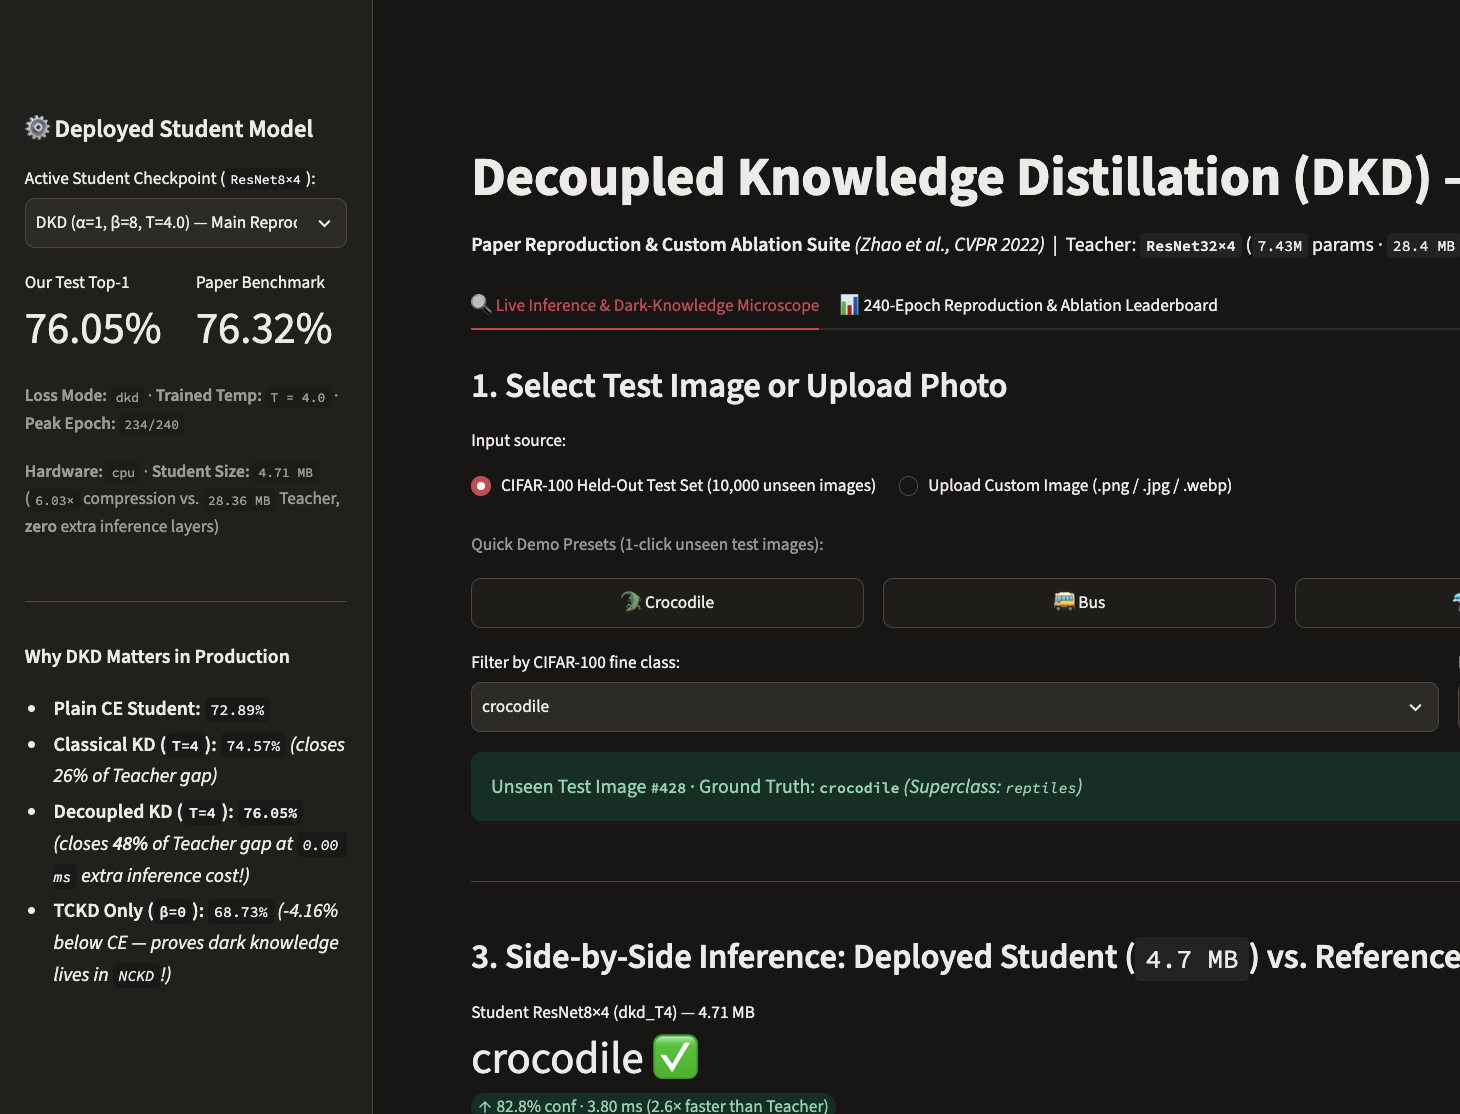 ⚙️ Deployed Student Model
Active Student Checkpoint ( ResNet8×4 ):
DKD (α=1, β=8, T=4.0) — Main Reproc
Our Test Top-1
Paper Benchmark
76.05%
76.32%
Loss Mode: dkd · Trained Temp: T = 4.0 ·
Peak Epoch: 234/240
Hardware: cpu · Student Size: 4.71 MB
( 6.03× compression vs. 28.36 MB Teacher,
zero extra inference layers)
Why DKD Matters in Production
• Plain CE Student: 72.89%
• Classical KD ( T=4 ): 74.57% (closes
26% of Teacher gap)
• Decoupled KD ( T=4 ): 76.05%
(closes 48% of Teacher gap at 0.00
ms extra inference cost!)
• TCKD Only ( β=0 ): 68.73% (-4.16%
below CE — proves dark knowledge
lives in NCKD !)
Decoupled Knowledge Distillation (DKD) –
Paper Reproduction & Custom Ablation Suite (Zhao et al., CVPR 2022) | Teacher: ResNet32×4 ( 7.43M params · 28.4 MB
🔍 Live Inference & Dark-Knowledge Microscope
📊 240-Epoch Reproduction & Ablation Leaderboard
1. Select Test Image or Upload Photo
Input source:
CIFAR-100 Held-Out Test Set (10,000 unseen images)
Upload Custom Image (.png / .jpg / .webp)
Quick Demo Presets (1-click unseen test images):
🐊 Crocodile
🚌 Bus
Filter by CIFAR-100 fine class:
crocodile
Unseen Test Image #428 · Ground Truth: crocodile (Superclass: reptiles)
3. Side-by-Side Inference: Deployed Student ( 4.7 MB ) vs. Reference
Student ResNet8×4 (dkd_T4) — 4.71 MB
crocodile ✅
↑ 82.8% conf · 3.80 ms (2.6× faster than Teacher)